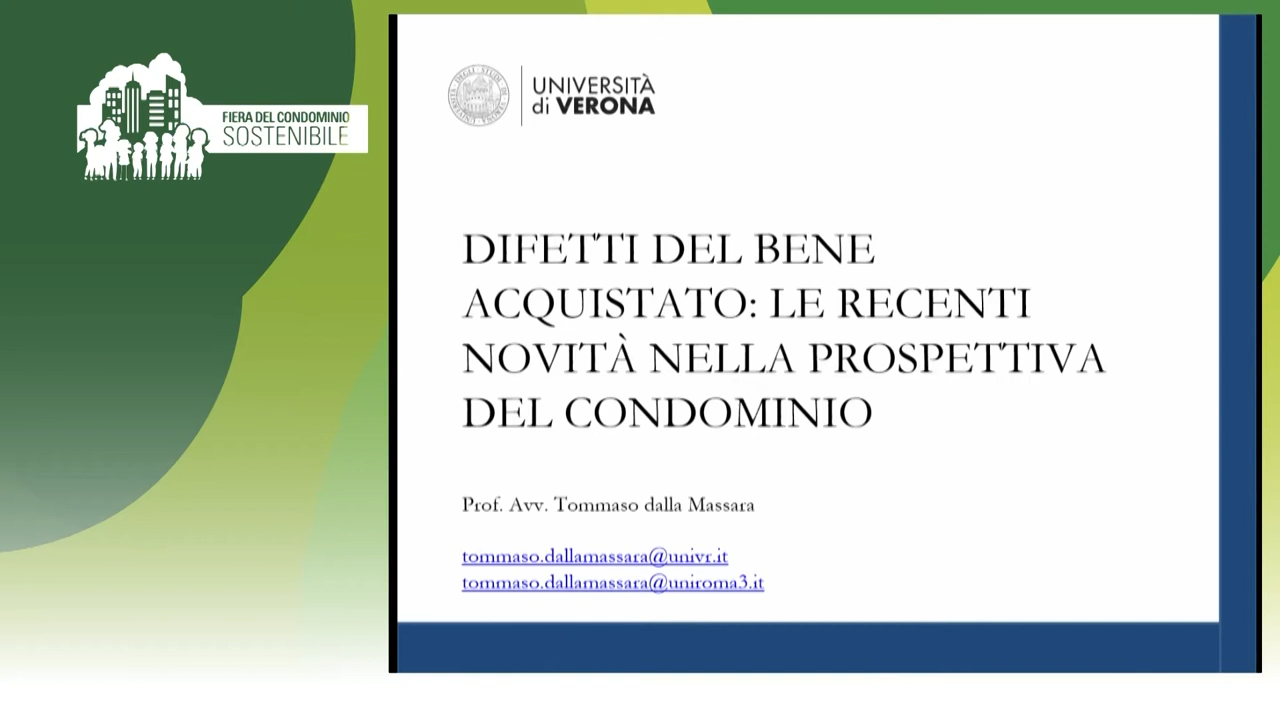 FIERA DEL CONDOMINIO
SOSTENIBILE
UNIVERSITÀ
di VERONA
DIFETTI DEL BENE
ACQUISTATO: LE RECENTI
NOVITÀ NELLA PROSPETTIVA
DEL CONDOMINIO
Prof. Avv. Tommaso dalla Massara
tommaso.dallamassara@univr.it
tommaso.dallamassara@uniroma3.it